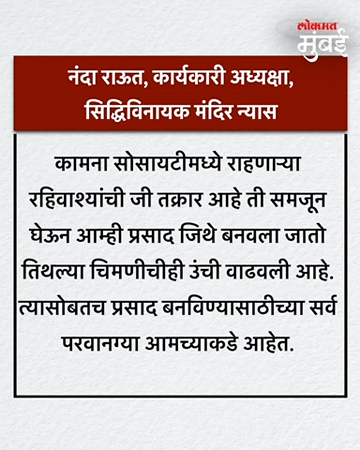 लोकमत
मुंबई
नंदा राऊत, कार्यकारी अध्यक्षा,
सिद्धिविनायक मंदिर न्यास
कामना सोसायटीमध्ये राहणाऱ्या
रहिवाश्यांची जी तक्रार आहे ती समजून
घेऊन आम्ही प्रसाद जिथे बनवला जातो
तिथल्या चिमणीचीही उंची वाढवली आहे.
त्यासोबतच प्रसाद बनविण्यासाठीच्या सर्व
परवानग्या आमच्याकडे आहेत.